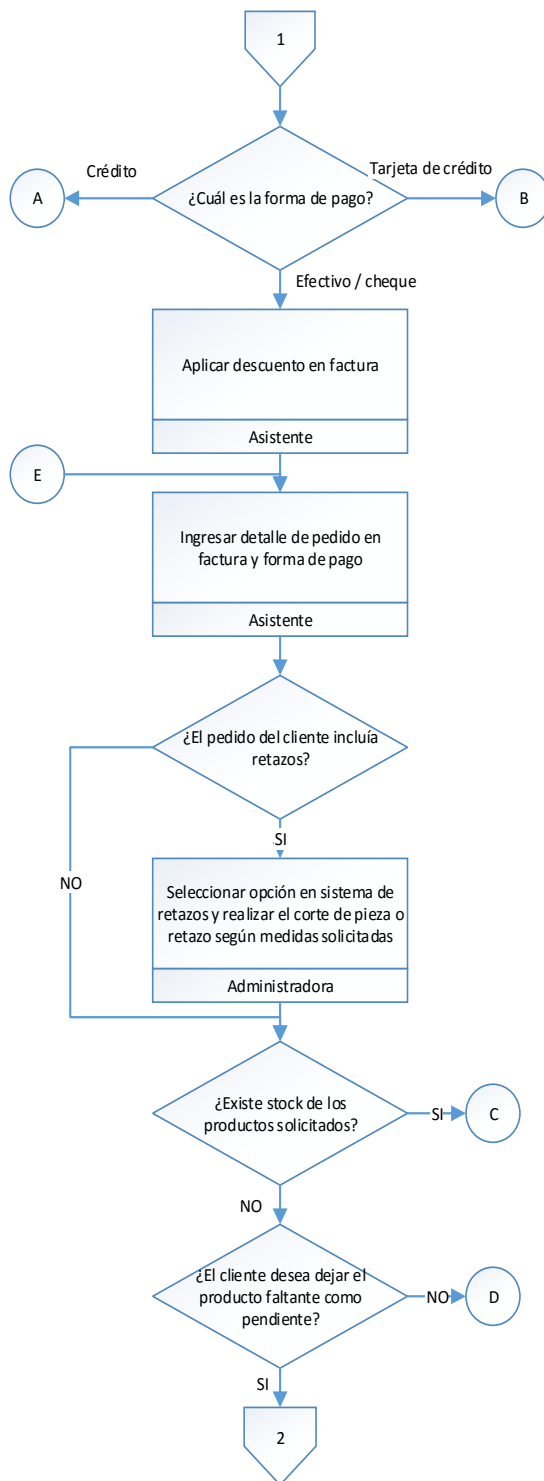 1
Crédito
Tarjeta de crédito
A
¿Cuál es la forma de pago?
B
Efectivo / cheque
Aplicar descuento en factura
Asistente
E
Ingresar detalle de pedido en
factura y forma de pago
Asistente
¿El pedido del cliente incluía
retazos?
SI
NO
Seleccionar opción en sistema de
retazos y realizar el corte de pieza o
retazo según medidas solicitadas
Administradora
¿Existe stock de los
productos solicitados?
SI
C
NO
¿El cliente desea dejar el
producto faltante como
pendiente?
NO
D
SI
2